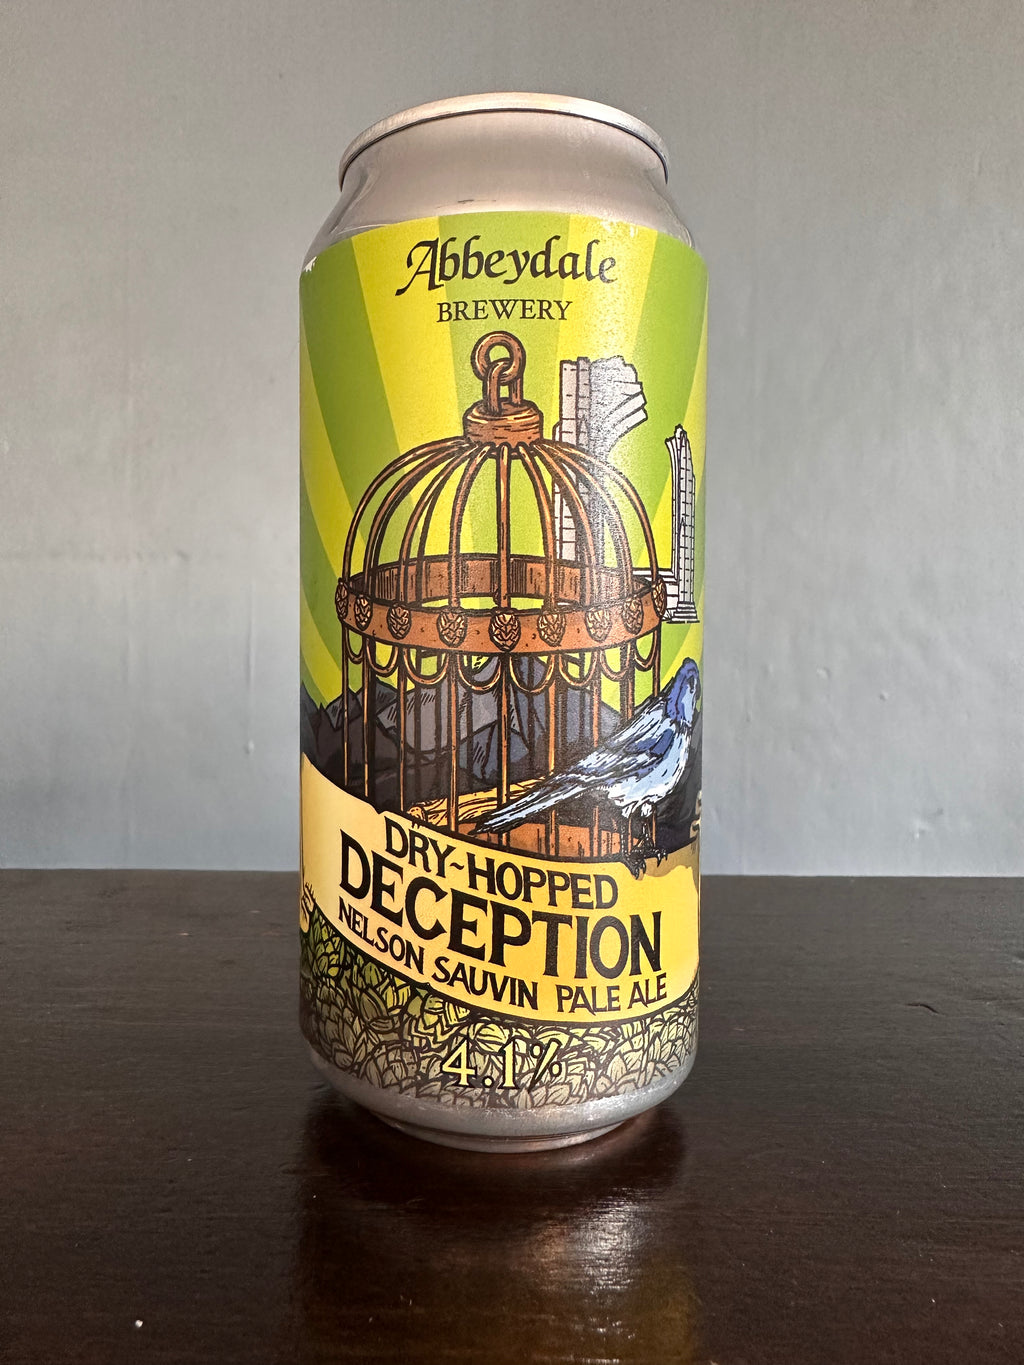 Abbeydale
BREWERY
DRY-HOPPED
DECEPTION
NELSON SAUVIN PALE ALE
4.1%